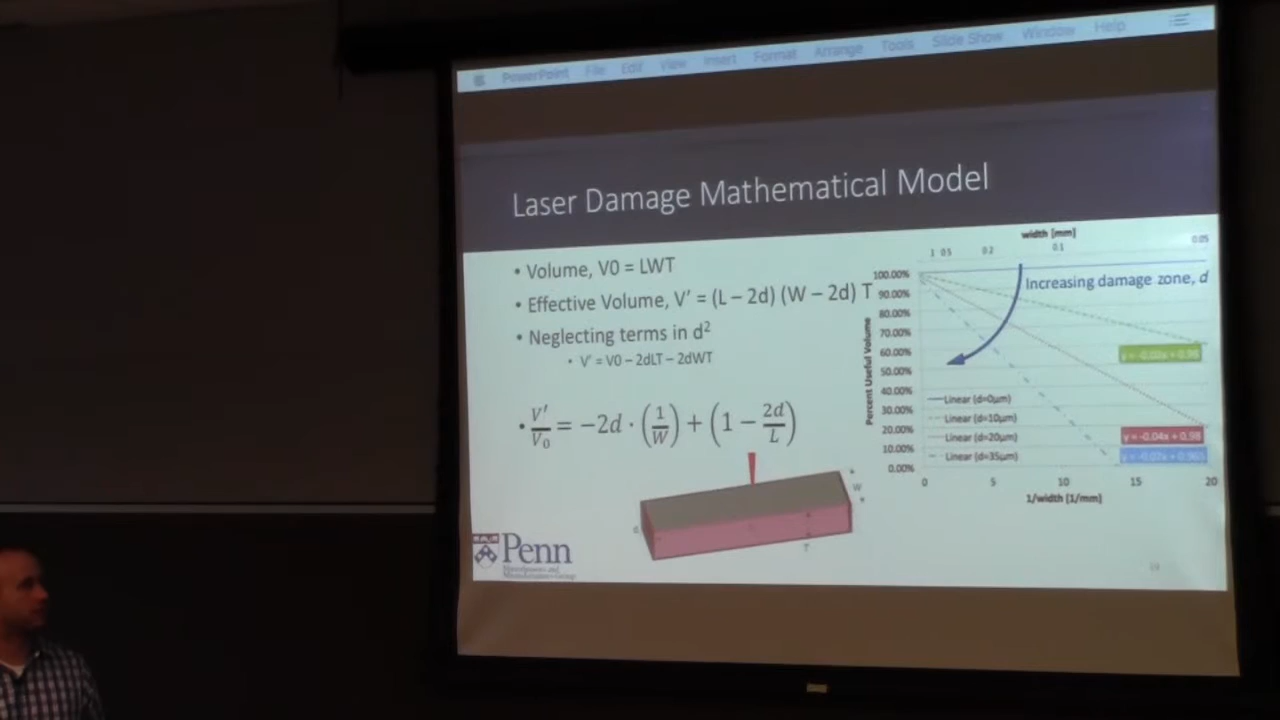 PowerPoint File Edit View Insert Format Arrange Tools Slide Show Window Help
Laser Damage Mathematical Model
• Volume, V0 = LWT
• Effective Volume, V′ = (L – 2d) (W – 2d) T
• Neglecting terms in d²
• V′ = V0 – 2dLT – 2dWT
• V′/V₀ = −2d · (1/W) + (1 − 2d/L)
width [mm]
1 0.5 0.2 0.1 0.05
Increasing damage zone, d
Percent Useful Volume
100.00%
90.00%
80.00%
70.00%
60.00%
50.00%
40.00%
30.00%
20.00%
10.00%
0.00%
y = -0.02x + 0.98
Linear (d=0μm)
Linear (d=10μm)
Linear (d=20μm)
Linear (d=35μm)
y = -0.04x + 0.98
0 5 10 15 20
1/width [1/mm]
W
d
T
Penn
19